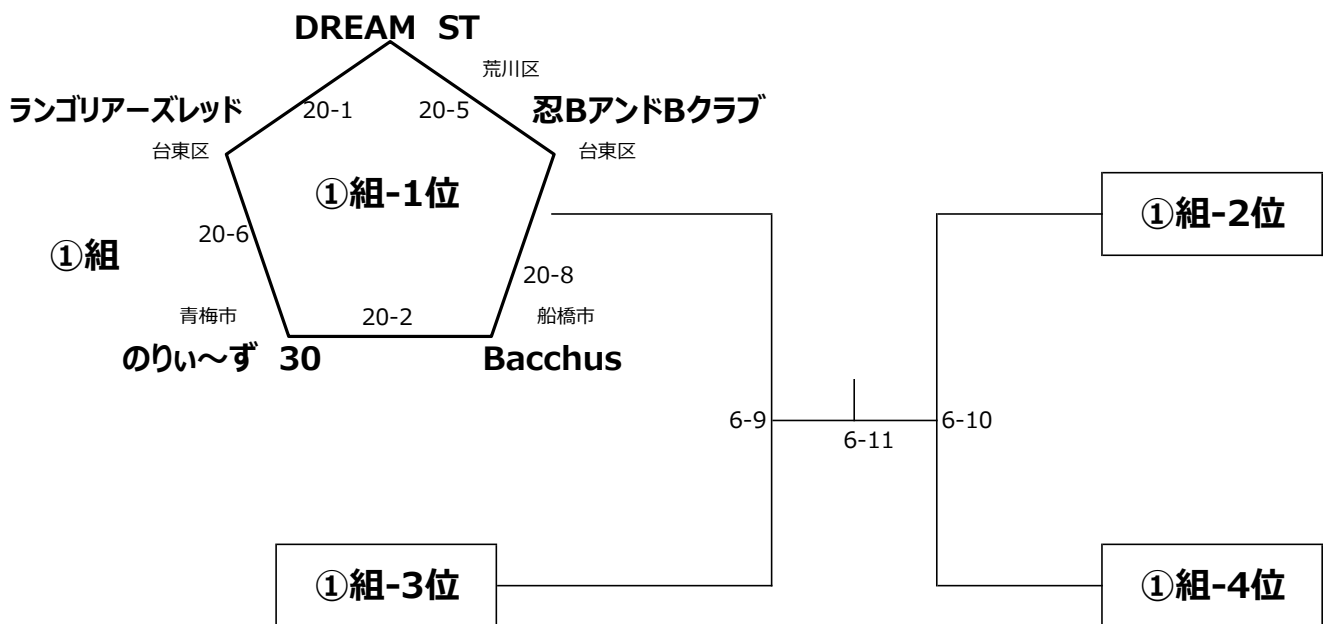 DREAM ST
荒川区
ランゴリアーズレッド
20-1
20-5
忍BアンドBクラブ
台東区
台東区
①組-1位
①組-2位
20-6
①組
20-8
青梅市
20-2
船橋市
のりぃ～ず 30
Bacchus
6-9
6-11
6-10
①組-3位
①組-4位